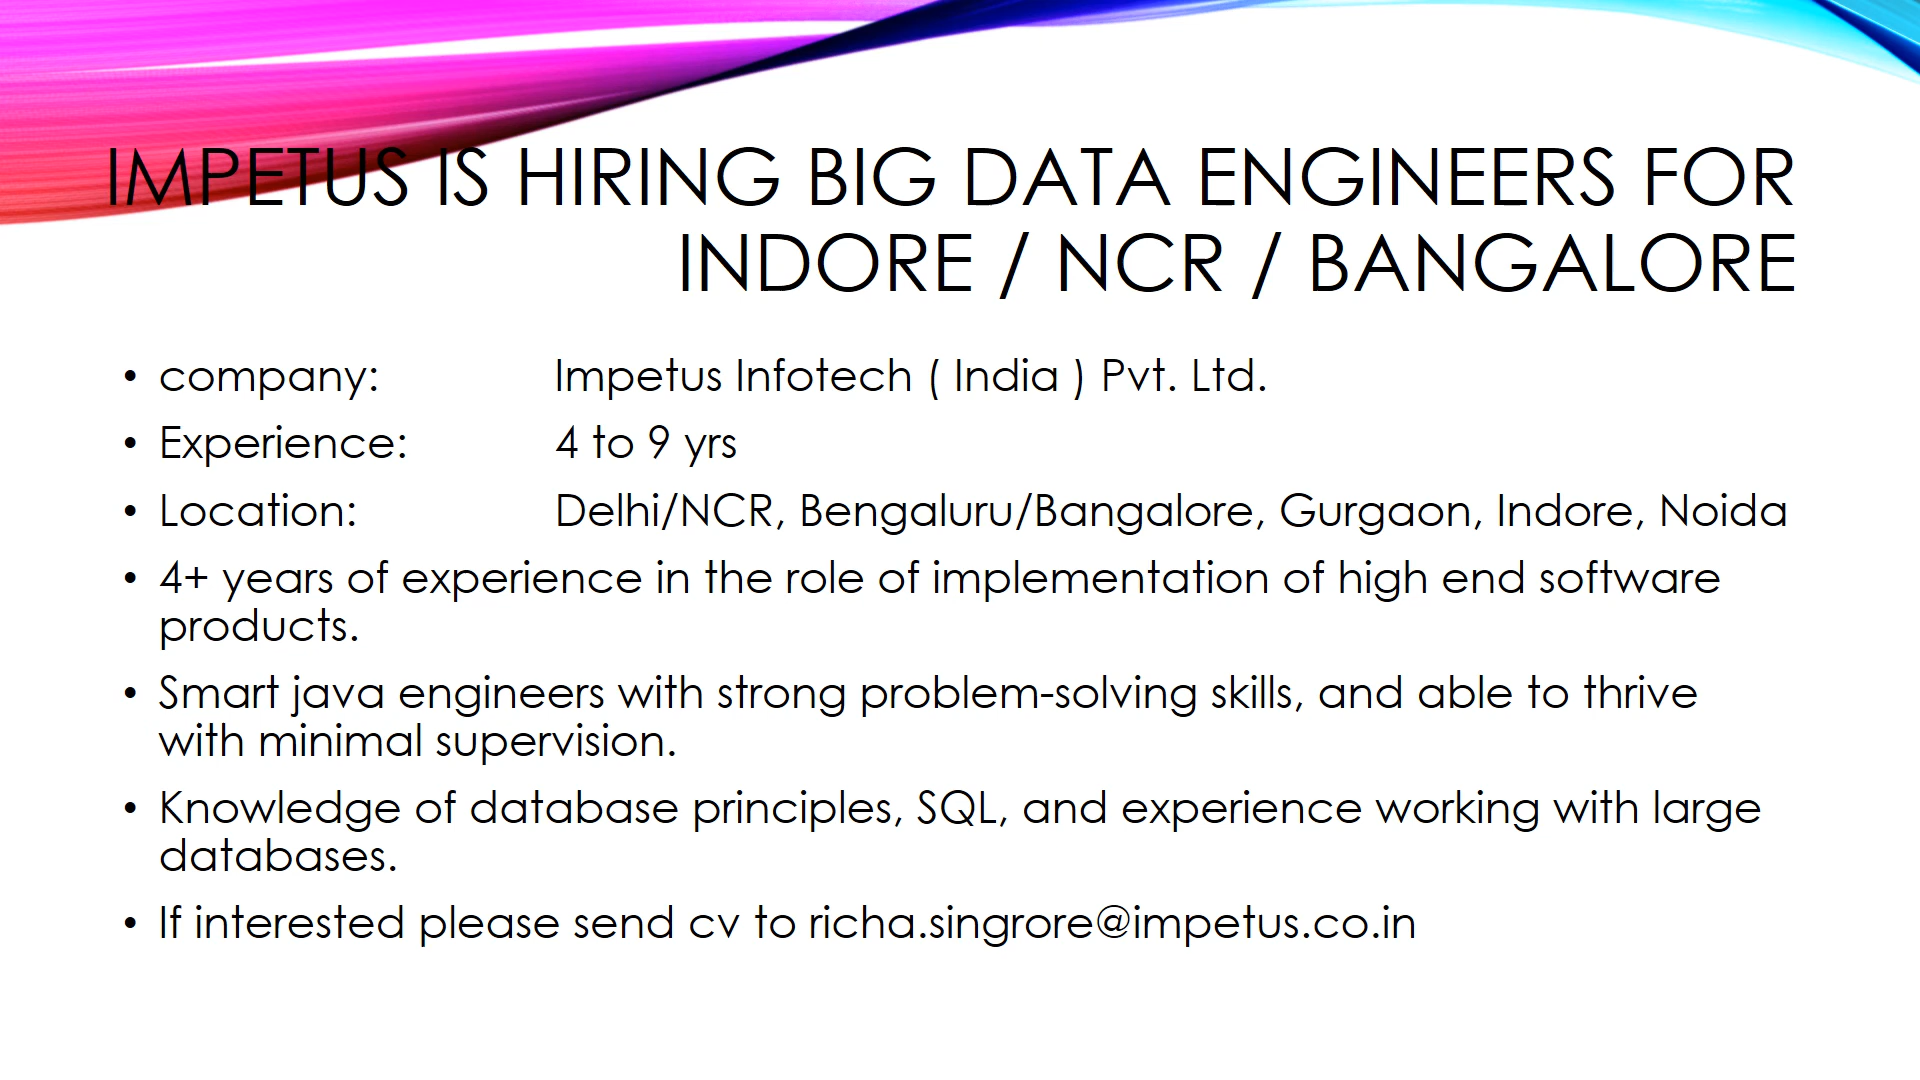 IMPETUS IS HIRING BIG DATA ENGINEERS FOR
INDORE / NCR / BANGALORE
• company: Impetus Infotech ( India ) Pvt. Ltd.
• Experience: 4 to 9 yrs
• Location: Delhi/NCR, Bengaluru/Bangalore, Gurgaon, Indore, Noida
• 4+ years of experience in the role of implementation of high end software
products.
• Smart java engineers with strong problem-solving skills, and able to thrive
with minimal supervision.
• Knowledge of database principles, SQL, and experience working with large
databases.
• If interested please send cv to richa.singrore@impetus.co.in